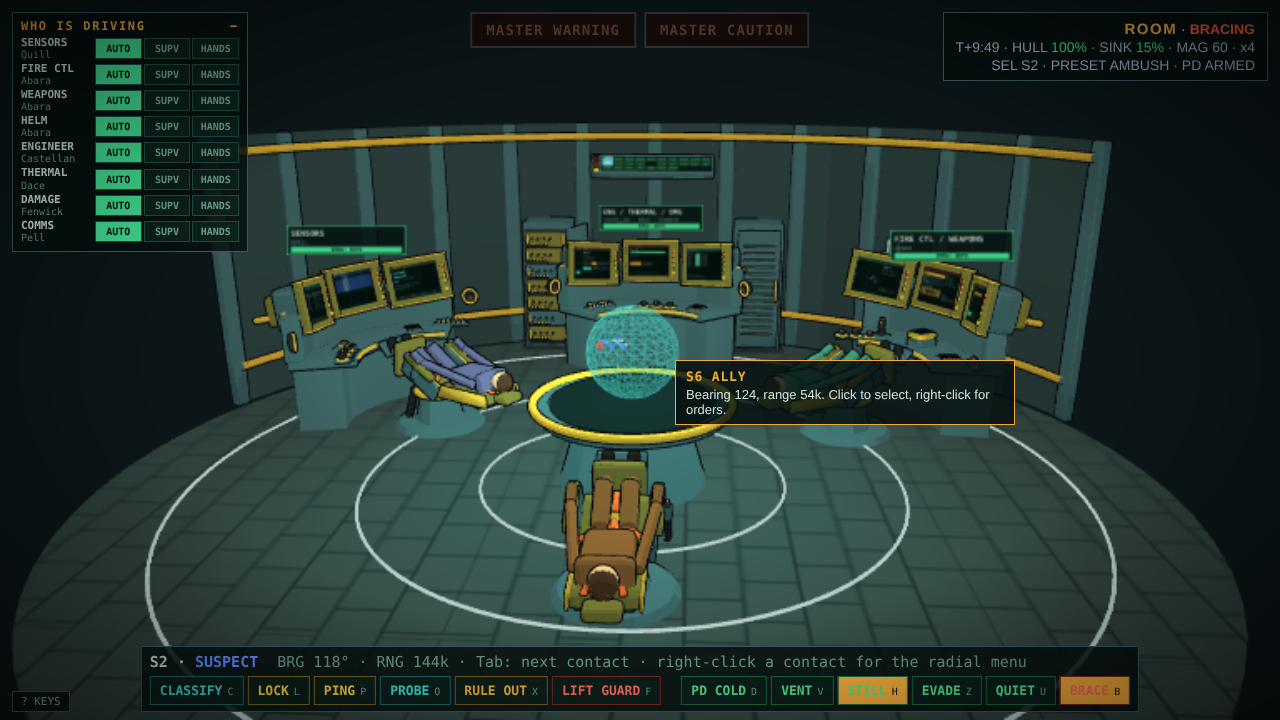 WHO IS DRIVING –
SENSORS
Quill
AUTO SUPV HANDS
FIRE CTL
Abara
AUTO SUPV HANDS
WEAPONS
Abara
AUTO SUPV HANDS
HELM
Abara
AUTO SUPV HANDS
ENGINEER
Castellan
AUTO SUPV HANDS
THERMAL
Dace
AUTO SUPV HANDS
DAMAGE
Fenwick
AUTO SUPV HANDS
COMMS
Pell
AUTO SUPV HANDS
MASTER WARNING
MASTER CAUTION
ROOM · BRACING
T+9:49 · HULL 100% · SINK 15% · MAG 60 · x4
SEL S2 · PRESET AMBUSH · PD ARMED
SENSORS
ENG / THERMAL / DMG
FIRE CTL / WEAPONS
S6 ALLY
Bearing 124, range 54k. Click to select, right-click for
orders.
S2 · SUSPECT BRG 118° · RNG 144k · Tab: next contact · right-click a contact for the radial menu
CLASSIFY C LOCK L PING P PROBE O RULE OUT X LIFT GUARD F PD COLD D VENT V STILL H EVADE Z QUIET U BRACE B
? KEYS